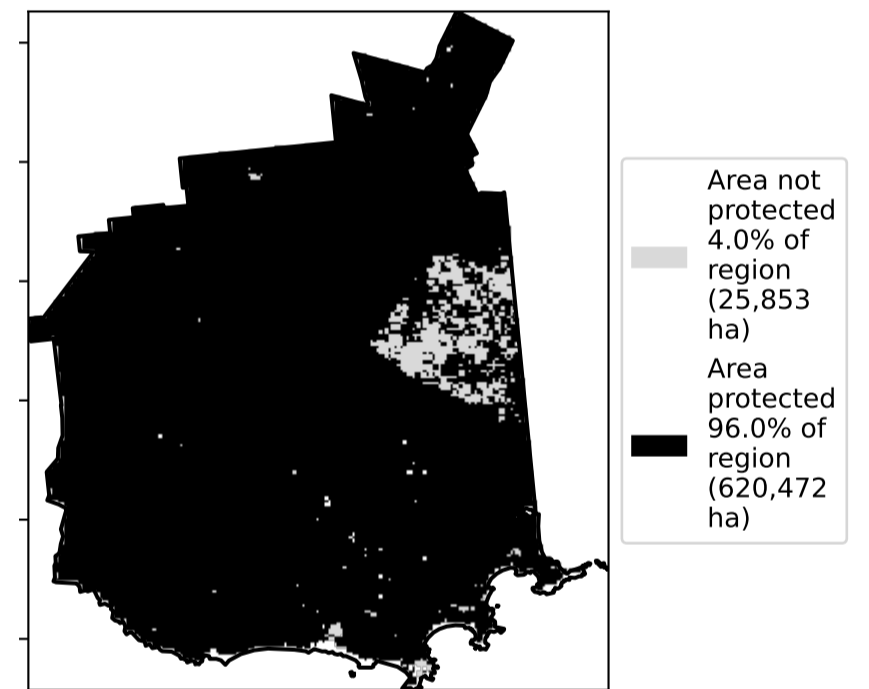 Area not
protected
4.0% of
region
(25,853
ha)
Area
protected
96.0% of
region
(620,472
ha)